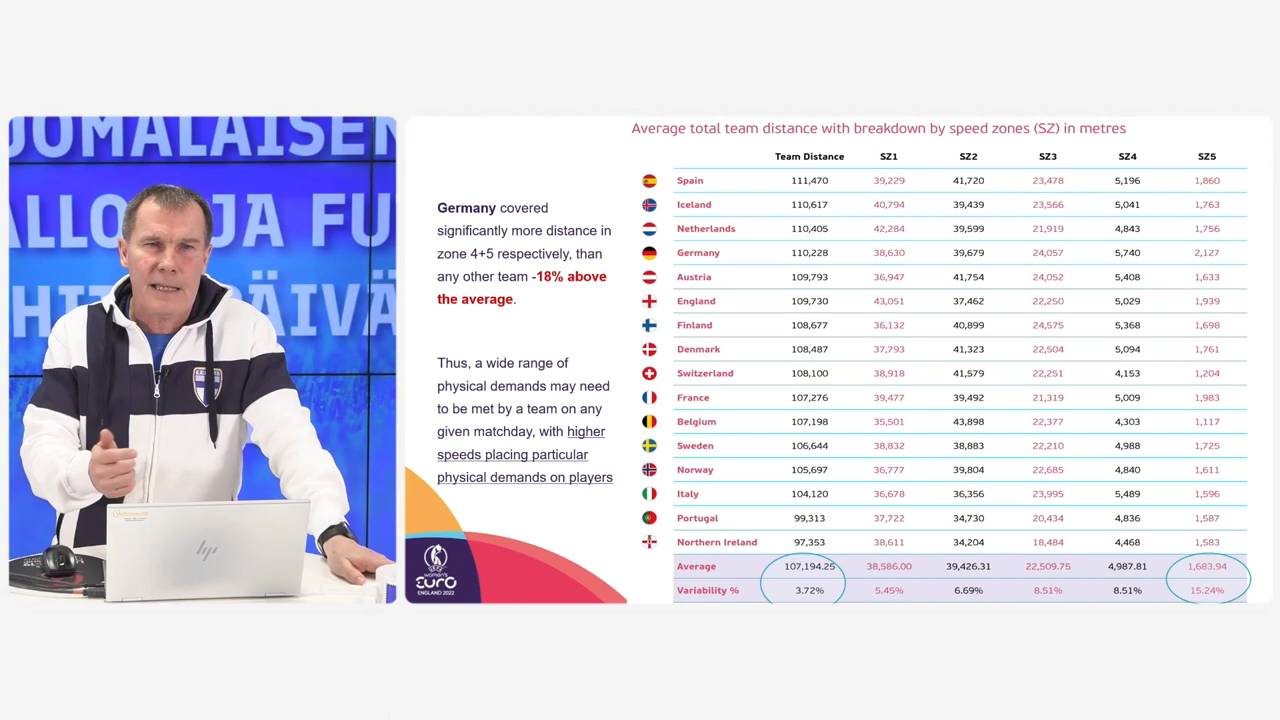 UOMALAISEN
ALLO
JA FU
HIT
PÄIVÄ
hp
Average total team distance with breakdown by speed zones (SZ) in metres
Germany covered
significantly more distance in
zone 4+5 respectively, than
any other team -18% above
the average.
Thus, a wide range of
physical demands may need
to be met by a team on any
given matchday, with higher
speeds placing particular
physical demands on players
WOMEN'S
EURO
ENGLAND 2022
Team Distance SZ1 SZ2 SZ3 SZ4 SZ5
Spain 111,470 39,229 41,720 23,478 5,196 1,860
Iceland 110,617 40,794 39,439 23,566 5,041 1,763
Netherlands 110,405 42,284 39,599 21,919 4,843 1,756
Germany 110,228 38,630 39,679 24,057 5,740 2,127
Austria 109,793 36,947 41,754 24,052 5,408 1,633
England 109,730 43,051 37,462 22,250 5,029 1,939
Finland 108,677 36,132 40,899 24,575 5,368 1,698
Denmark 108,487 37,793 41,323 22,504 5,094 1,761
Switzerland 108,100 38,918 41,579 22,251 4,153 1,204
France 107,276 39,477 39,492 21,319 5,009 1,983
Belgium 107,198 35,501 43,898 22,377 4,303 1,117
Sweden 106,644 38,832 38,883 22,210 4,988 1,725
Norway 105,697 36,777 39,804 22,685 4,840 1,611
Italy 104,120 36,678 36,356 23,995 5,489 1,596
Portugal 99,313 37,722 34,730 20,434 4,836 1,587
Northern Ireland 97,353 38,611 34,204 18,484 4,468 1,583
Average 107,194.25 38,586.00 39,426.31 22,509.75 4,987.81 1,683.94
Variability % 3.72% 5.45% 6.69% 8.51% 8.51% 15.24%